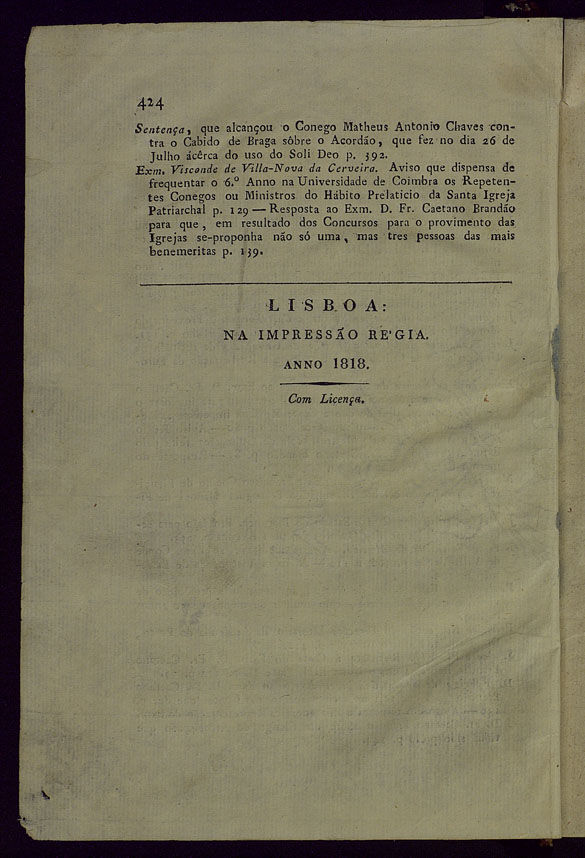 424
Sentença, que alcançou o Conego Matheus Antonio Chaves con-
tra o Cabido de Braga sôbre o Acordão, que fez no dia 26 de
Julho ácêrca do uso do Soli Deo p. 392.
Exm. Visconde de Villa-Nova da Cerveira. Aviso que dispensa de
frequentar o 6.º Anno na Universidade de Coimbra os Repeten-
tes Conegos ou Ministros do Hábito Prelaticio da Santa Igreja
Patriarchal p. 129 — Resposta ao Exm. D. Fr. Caetano Brandão
para que, em resultado dos Concursos para o provimento das
Igrejas se-proponha não só uma, mas tres pessoas das mais
benemeritas p. 139.
LISBOA:
NA IMPRESSÃO RE'GIA.
ANNO 1818.
Com Licença.